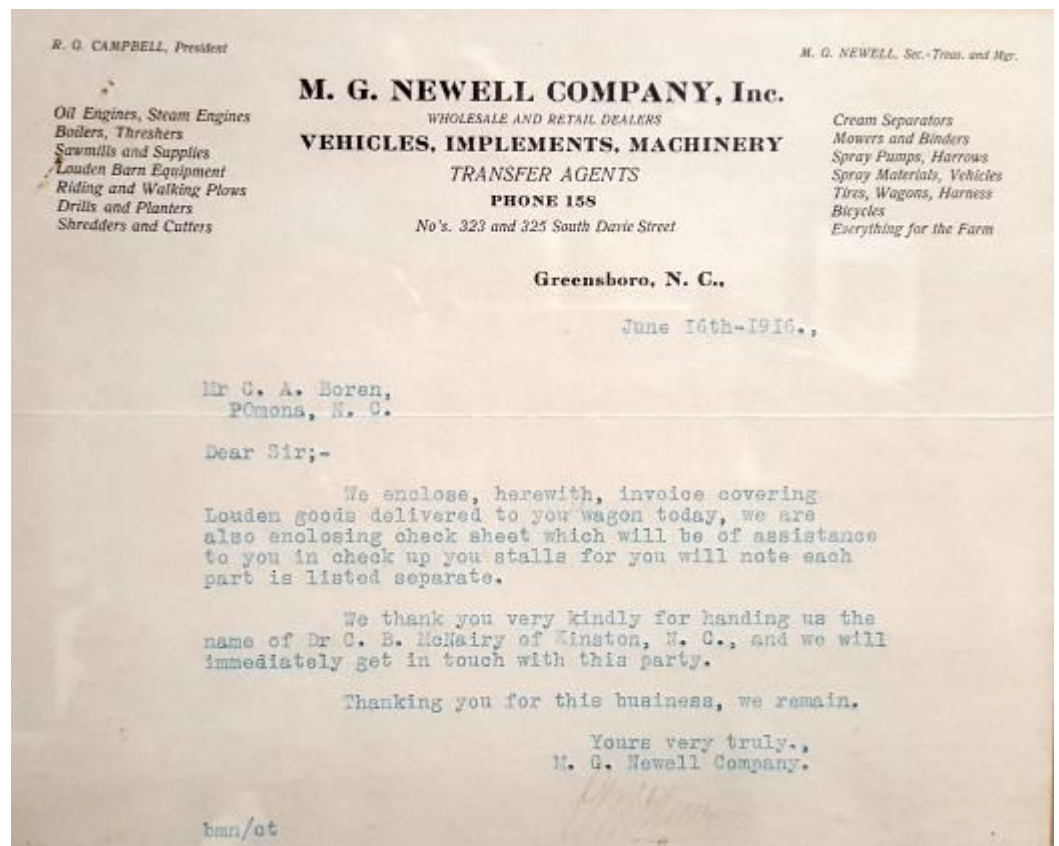 R. G. CAMPBELL, President
M. G. NEWELL, Sec.-Treas. and Mgr.
M. G. NEWELL COMPANY, Inc.
WHOLESALE AND RETAIL DEALERS
VEHICLES, IMPLEMENTS, MACHINERY
TRANSFER AGENTS
PHONE 158
No's. 323 and 325 South Davie Street
Oil Engines, Steam Engines
Boilers, Threshers
Sawmills and Supplies
Louden Barn Equipment
Riding and Walking Plows
Drills and Planters
Shredders and Cutters
Cream Separators
Mowers and Binders
Spray Pumps, Harrows
Spray Materials, Vehicles
Tires, Wagons, Harness
Bicycles
Everything for the Farm
Greensboro, N. C.,
June 16th-1916.,
Mr C. A. Boren,
POmona, N. C.
Dear Sir;-
We enclose, herewith, invoice covering
Louden goods delivered to you wagon today, we are
also enclosing check sheet which will be of assistance
to you in check up you stalls for you will note each
part is listed separate.
We thank you very kindly for handing us the
name of Dr C. B. McNairy of Kinston, N. C., and we will
immediately get in touch with this party.
Thanking you for this business, we remain.
Yours very truly.,
M. G. Newell Company.
bmn/ot